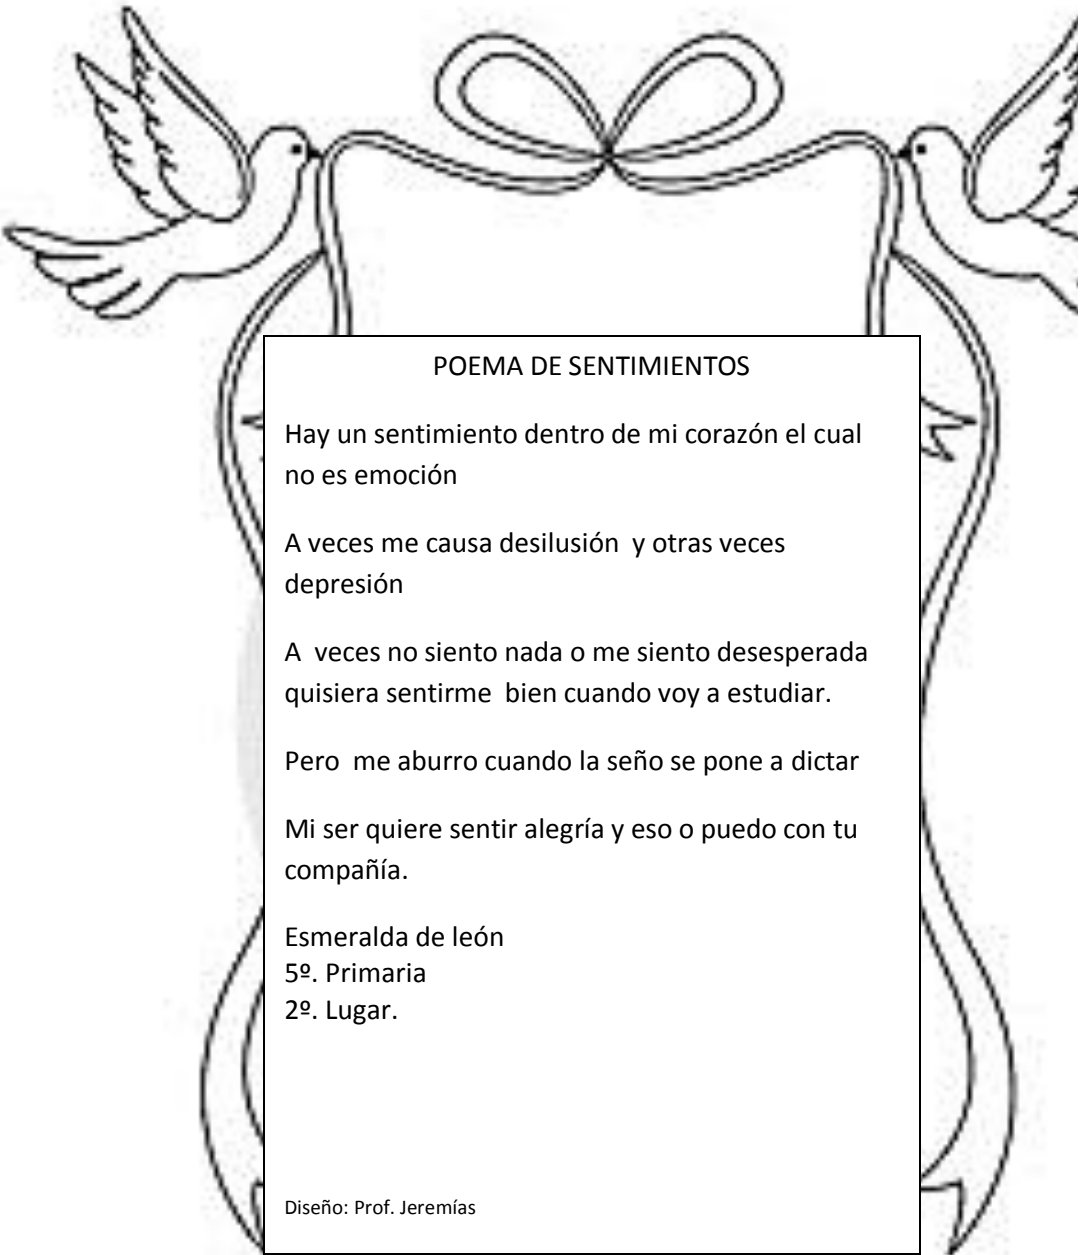 POEMA DE SENTIMIENTOS
Hay un sentimiento dentro de mi corazón el cual
no es emoción
A veces me causa desilusión  y otras veces
depresión
A  veces no siento nada o me siento desesperada
quisiera sentirme  bien cuando voy a estudiar.
Pero  me aburro cuando la seño se pone a dictar
Mi ser quiere sentir alegría y eso o puedo con tu
compañía.
Esmeralda de león
5º. Primaria
2º. Lugar.
Diseño: Prof. Jeremías